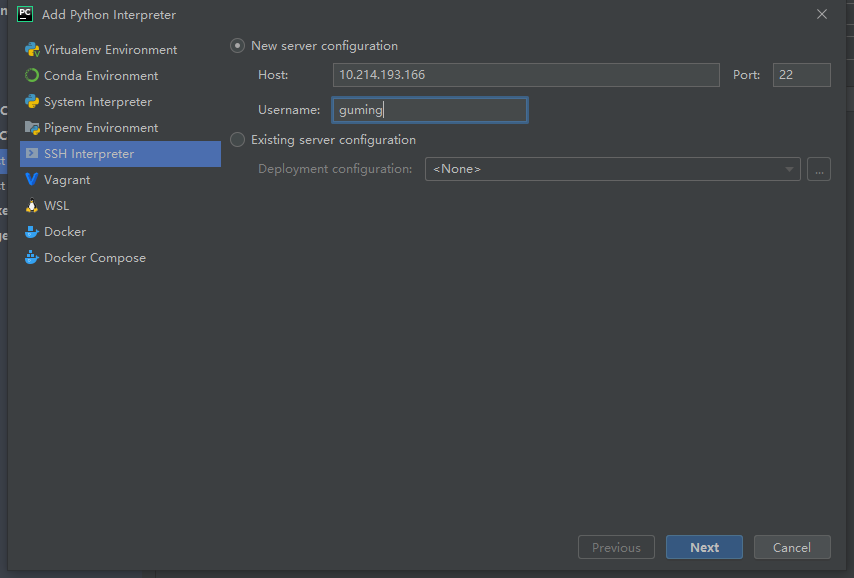 Add Python Interpreter
Virtualenv Environment
Conda Environment
System Interpreter
Pipenv Environment
SSH Interpreter
Vagrant
WSL
Docker
Docker Compose
New server configuration
Host: 10.214.193.166 Port: 22
Username: guming
Existing server configuration
Deployment configuration: <None> ...
Previous Next Cancel